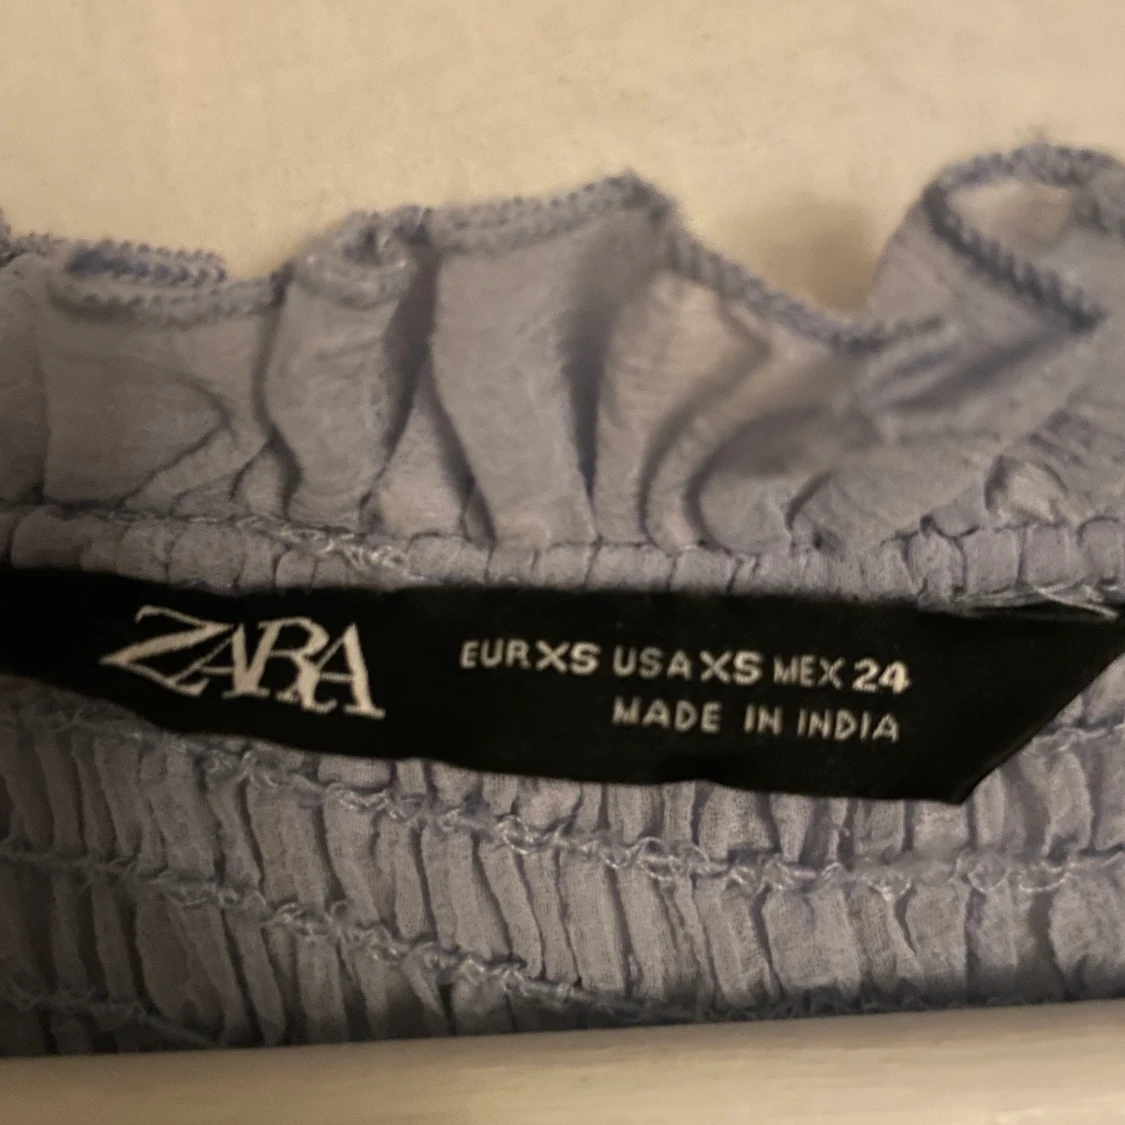 ZARA
EUR XS USA XS MEX 24
MADE IN INDIA